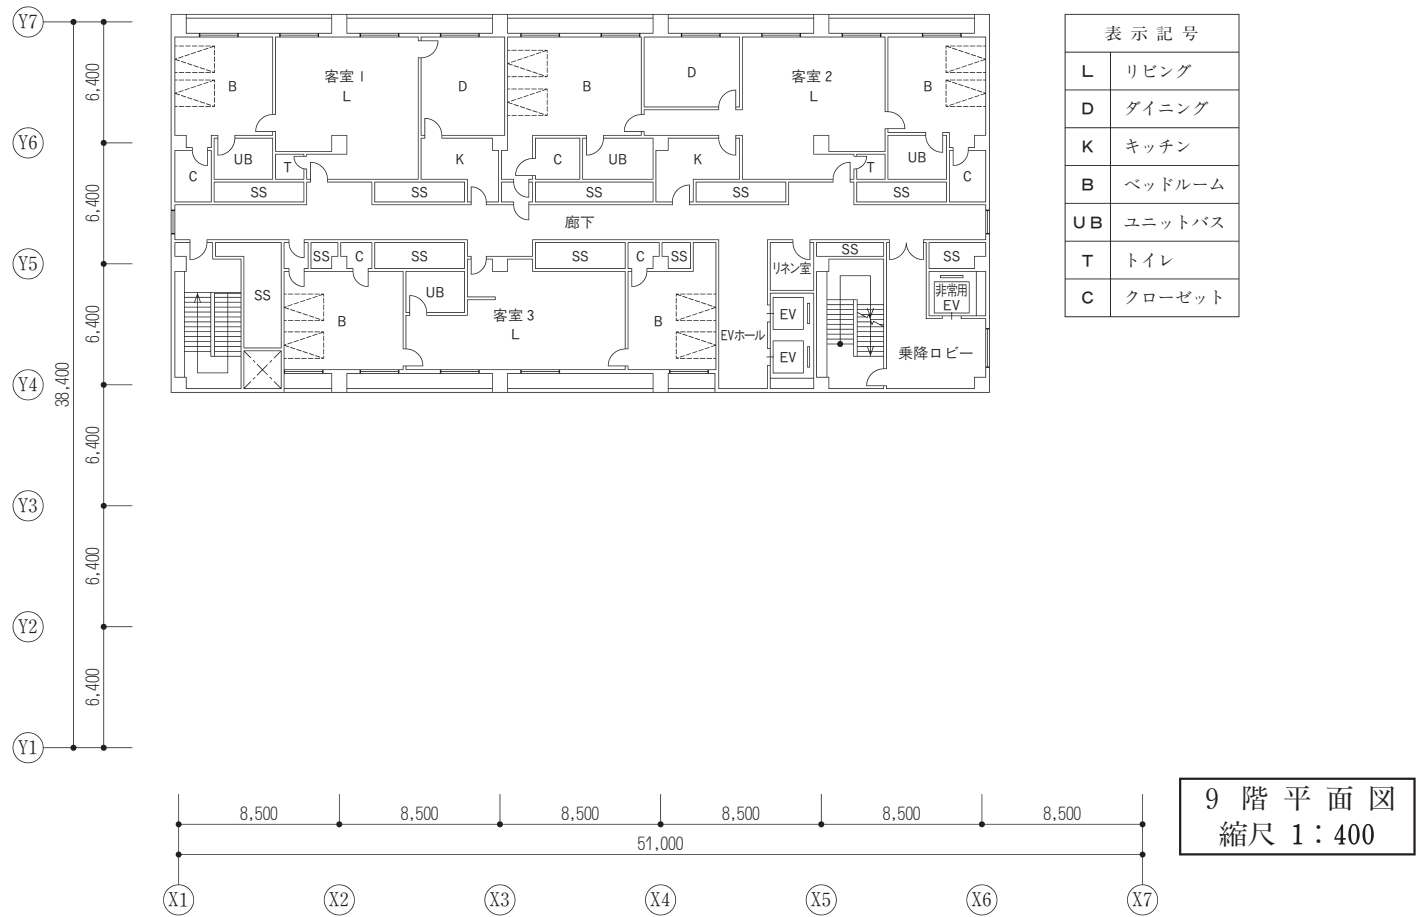 Y7
Y6
Y5
Y4
Y3
Y2
Y1
38,400
6,400
6,400
6,400
6,400
6,400
6,400
B
客室1
L
D
B
D
客室2
L
B
C
UB
T
K
C
UB
K
T
UB
C
SS
SS
SS
SS
SS
廊下
SS
SS
C
SS
SS
C
SS
リネン室
SS
SS
B
UB
客室3
L
B
EVホール
EV
EV
非常用
EV
乗降ロビー
表示記号
L リビング
D ダイニング
K キッチン
B ベッドルーム
UB ユニットバス
T トイレ
C クローゼット
8,500
8,500
8,500
8,500
8,500
8,500
51,000
X1
X2
X3
X4
X5
X6
X7
9階平面図
縮尺 1:400